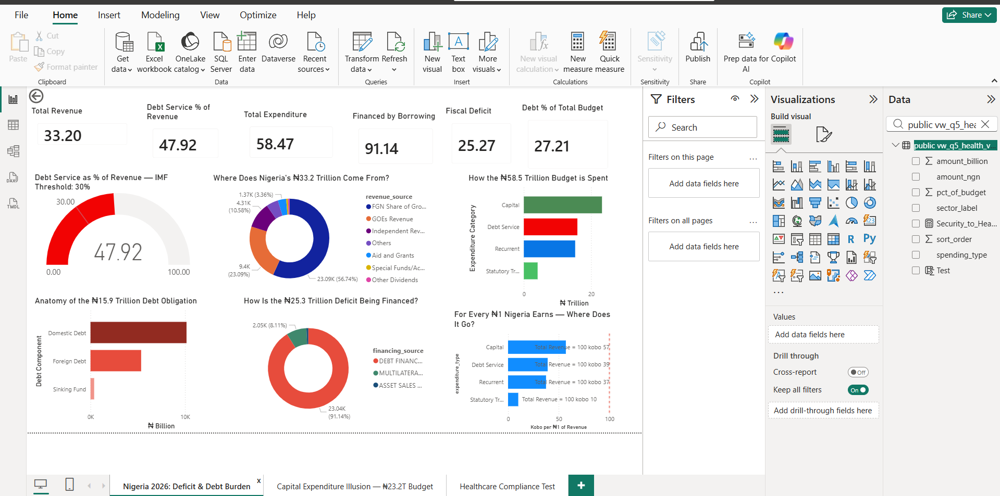 File Home Insert Modeling View Optimize Help
Share
Paste
Cut
Copy
Format painter
Clipboard
Get data
Excel workbook
OneLake catalog
SQL Server
Enter data
Dataverse
Recent sources
Data
Transform data
Refresh
Queries
New visual
Text box
More visuals
Insert
New visual calculation
New measure
Quick measure
Calculations
Sensitivity
Sensitivity
Publish
Share
Prep data for AI
Copilot
Copilot
Total Revenue
33.20
Debt Service % of
Revenue
47.92
Total Expenditure
58.47
Financed by Borrowing
91.14
Fiscal Deficit
25.27
Debt % of Total Budget
27.21
Debt Service as % of Revenue — IMF
Threshold: 30%
30.00
47.92
0.00
100.00
Where Does Nigeria's ₦33.2 Trillion Come From?
1.37K (3.36%)
4.31K
(10.58%)
9.4K
(23.09%)
23.09K (56.74%)
revenue_source
FGN Share of Gro...
GOEs Revenue
Independent Rev...
Others
Aid and Grants
Special Funds/Ac...
Other Dividends
How the ₦58.5 Trillion Budget is Spent
Expenditure Category
Capital
Debt Service
Recurrent
Statutory Tr...
0
20
₦ Trillion
Anatomy of the ₦15.9 Trillion Debt Obligation
Debt Component
Domestic Debt
Foreign Debt
Sinking Fund
0K
10K
₦ Billion
How Is the ₦25.3 Trillion Deficit Being Financed?
2.05K (8.11%)
23.04K
(91.14%)
financing_source
DEBT FINANC...
MULTILATERA...
ASSET SALES ...
For Every ₦1 Nigeria Earns — Where Does
It Go?
expenditure_type
Capital
Total Revenue = 100 kobo 57
Debt Service
Total Revenue = 100 kobo 39
Recurrent
Total Revenue = 100 kobo 37
Statutory Tr...
Total Revenue = 100 kobo 10
0
50
100
Kobo per ₦1 of Revenue
Filters
Search
Filters on this page
...
Add data fields here
Filters on all pages
...
Add data fields here
Visualizations
Build visual
123
R
Py
...
Values
Add data fields here
Drill through
Cross-report
Off
Keep all filters
On
Add drill-through fields here
Data
public vw_q5_hea
public vw_q5_health_v...
amount_billion
amount_ngn
pct_of_budget
sector_label
Security_to_Hea...
sort_order
spending_type
Test
DAX
TMDL
Nigeria 2026: Deficit & Debt Burden x
Capital Expenditure Illusion — ₦23.2T Budget
Healthcare Compliance Test